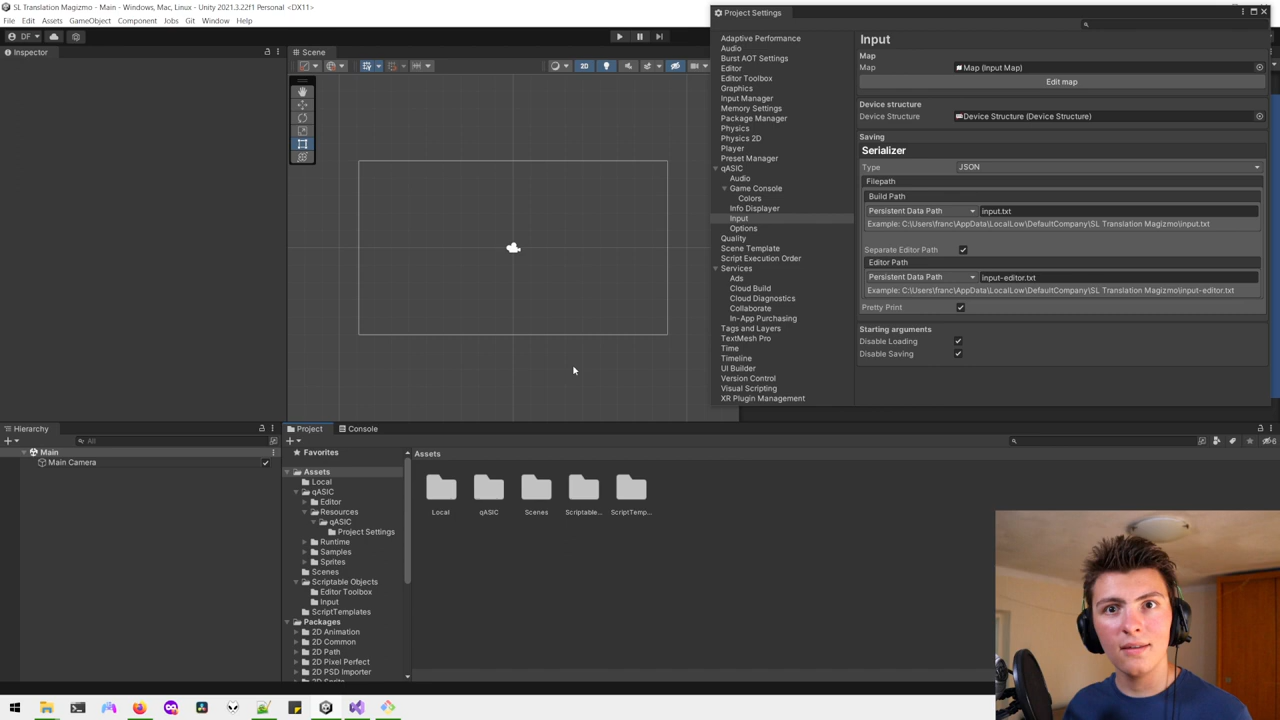 SL Translation Magizmo - Main - Windows, Mac, Linux - Unity 2021.3.22f1 Personal <DX11>
File Edit Assets GameObject Component Jobs Git Window Help
DF
Inspector
Scene
2D
Project Settings
Adaptive Performance
Audio
Burst AOT Settings
Editor
Editor Toolbox
Graphics
Input Manager
Memory Settings
Package Manager
Physics
Physics 2D
Player
Preset Manager
qASIC
Audio
Game Console
Colors
Info Displayer
Input
Options
Quality
Scene Template
Script Execution Order
Services
Ads
Cloud Build
Cloud Diagnostics
Collaborate
In-App Purchasing
Tags and Layers
TextMesh Pro
Time
Timeline
UI Builder
Version Control
Visual Scripting
XR Plugin Management
Input
Map
Map Map (Input Map)
Edit map
Device structure
Device Structure Device Structure (Device Structure)
Saving
Serializer
Type JSON
Filepath
Build Path
Persistent Data Path input.txt
Example: C:\Users\franc\AppData\LocalLow\DefaultCompany\SL Translation Magizmo\input.txt
Separate Editor Path
Editor Path
Persistent Data Path input-editor.txt
Example: C:\Users\franc\AppData\LocalLow\DefaultCompany\SL Translation Magizmo\input-editor.txt
Pretty Print
Starting arguments
Disable Loading
Disable Saving
Hierarchy
All
Main
Main Camera
Project Console
6
Favorites
Assets
Local
qASIC
Editor
Resources
qASIC
Project Settings
Runtime
Samples
Sprites
Scenes
Scriptable Objects
Editor Toolbox
Input
ScriptTemplates
Packages
2D Animation
2D Common
2D Path
2D Pixel Perfect
2D PSD Importer
Assets
Local qASIC Scenes Scriptable... ScriptTemp...